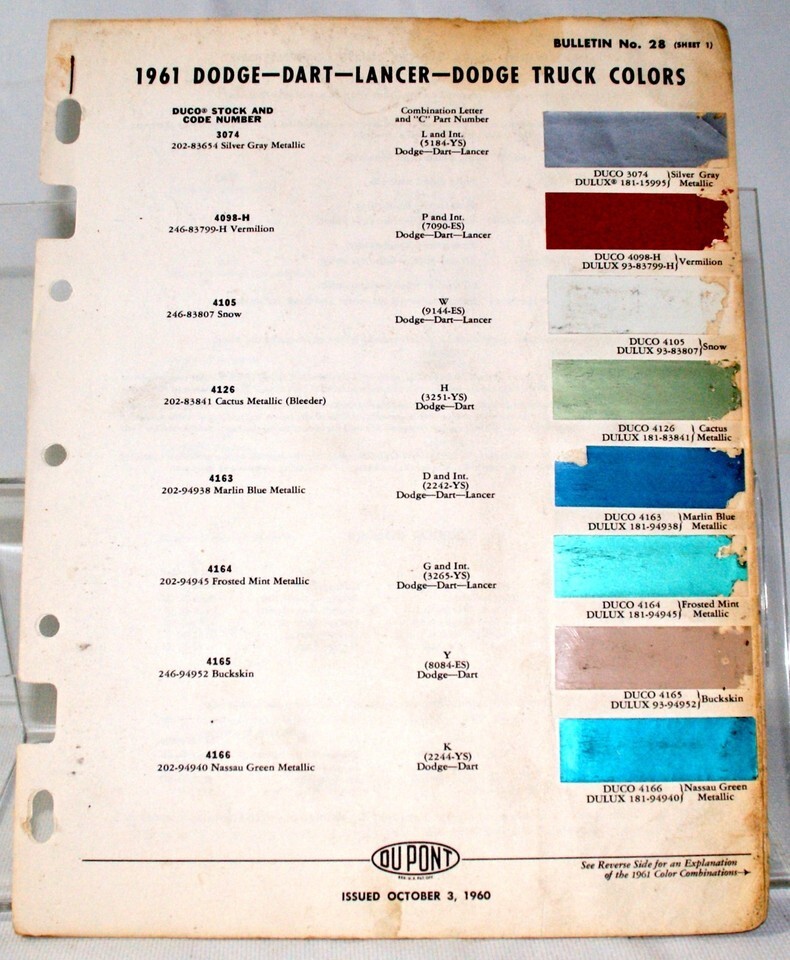 BULLETIN No. 28 (SHEET 1)
1961 DODGE—DART—LANCER—DODGE TRUCK COLORS
DUCO® STOCK AND
CODE NUMBER
Combination Letter
and "C" Part Number
3074
202-83654 Silver Gray Metallic
L and Int.
(5184-YS)
Dodge—Dart—Lancer
DUCO 3074
DULUX® 181-15995
Silver Gray
Metallic
4098-H
246-83799-H Vermilion
P and Int.
(7090-ES)
Dodge—Dart—Lancer
DUCO 4098-H
DULUX 93-83799-H
Vermilion
4105
246-83807 Snow
W
(9144-ES)
Dodge—Dart—Lancer
DUCO 4105
DULUX 93-83807
Snow
4126
202-83841 Cactus Metallic (Bleeder)
H
(3251-YS)
Dodge—Dart
DUCO 4126
DULUX 181-83841
Cactus
Metallic
4163
202-94938 Marlin Blue Metallic
D and Int.
(2242-YS)
Dodge—Dart—Lancer
DUCO 4163
DULUX 181-94938
Marlin Blue
Metallic
4164
202-94945 Frosted Mint Metallic
G and Int.
(3265-YS)
Dodge—Dart—Lancer
DUCO 4164
DULUX 181-94945
Frosted Mint
Metallic
4165
246-94952 Buckskin
Y
(8084-ES)
Dodge—Dart
DUCO 4165
DULUX 93-94952
Buckskin
4166
202-94940 Nassau Green Metallic
K
(2244-YS)
Dodge—Dart
DUCO 4166
DULUX 181-94940
Nassau Green
Metallic
DU PONT
REG. U.S. PAT. OFF.
See Reverse Side for an Explanation
of the 1961 Color Combinations→
ISSUED OCTOBER 3, 1960